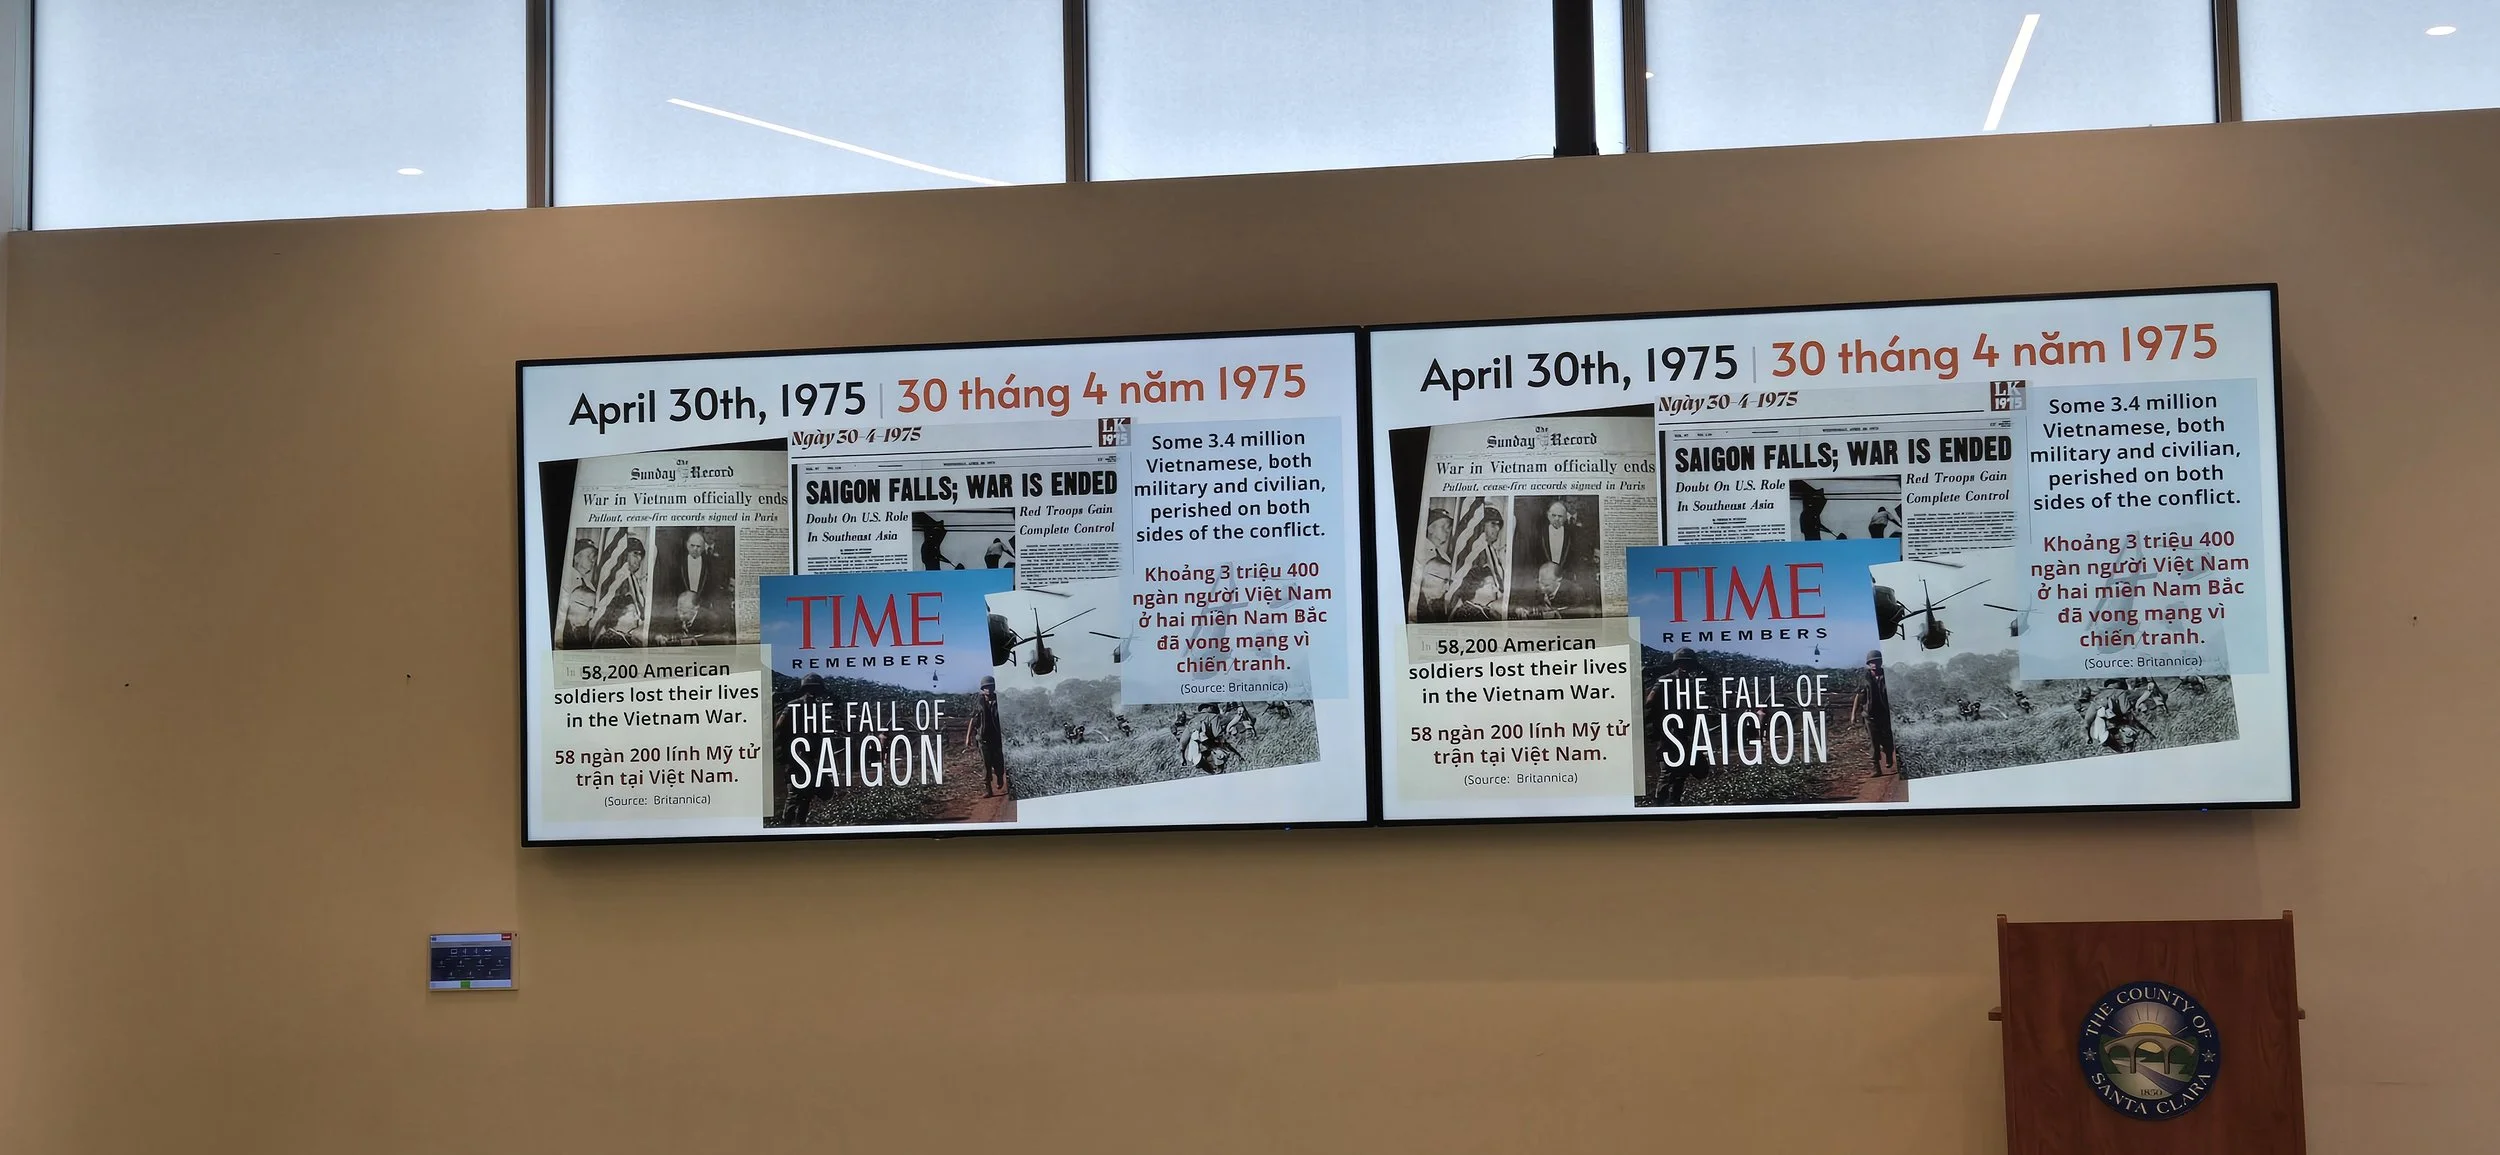 April 30th, 1975 | 30 tháng 4 năm 1975
Ngày 30-4-1975
LK
1975
The
Sunday Record
War in Vietnam officially ends
Pullout, cease-fire accords signed in Paris
SAIGON FALLS; WAR IS ENDED
Doubt On U.S. Role
In Southeast Asia
Red Troops Gain
Complete Control
Some 3.4 million
Vietnamese, both
military and civilian,
perished on both
sides of the conflict.
Khoảng 3 triệu 400
ngàn người Việt Nam
ở hai miền Nam Bắc
đã vong mạng vì
chiến tranh.
(Source: Britannica)
In
58,200 American
soldiers lost their lives
in the Vietnam War.
58 ngàn 200 lính Mỹ tử
trận tại Việt Nam.
(Source: Britannica)
TIME
REMEMBERS
THE FALL OF
SAIGON
April 30th, 1975 | 30 tháng 4 năm 1975
Ngày 30-4-1975
LK
1975
The
Sunday Record
War in Vietnam officially ends
Pullout, cease-fire accords signed in Paris
SAIGON FALLS; WAR IS ENDED
Doubt On U.S. Role
In Southeast Asia
Red Troops Gain
Complete Control
Some 3.4 million
Vietnamese, both
military and civilian,
perished on both
sides of the conflict.
Khoảng 3 triệu 400
ngàn người Việt Nam
ở hai miền Nam Bắc
đã vong mạng vì
chiến tranh.
(Source: Britannica)
In
58,200 American
soldiers lost their lives
in the Vietnam War.
58 ngàn 200 lính Mỹ tử
trận tại Việt Nam.
(Source: Britannica)
TIME
REMEMBERS
THE FALL OF
SAIGON
THE COUNTY OF
SANTA CLARA
1850